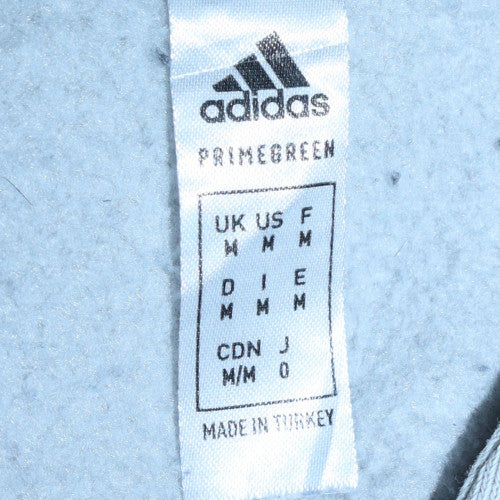 adidas
PRIMEGREEN
UK US F
M M M
D I E
M M M
CDN J
M/M O
MADE IN TURKEY